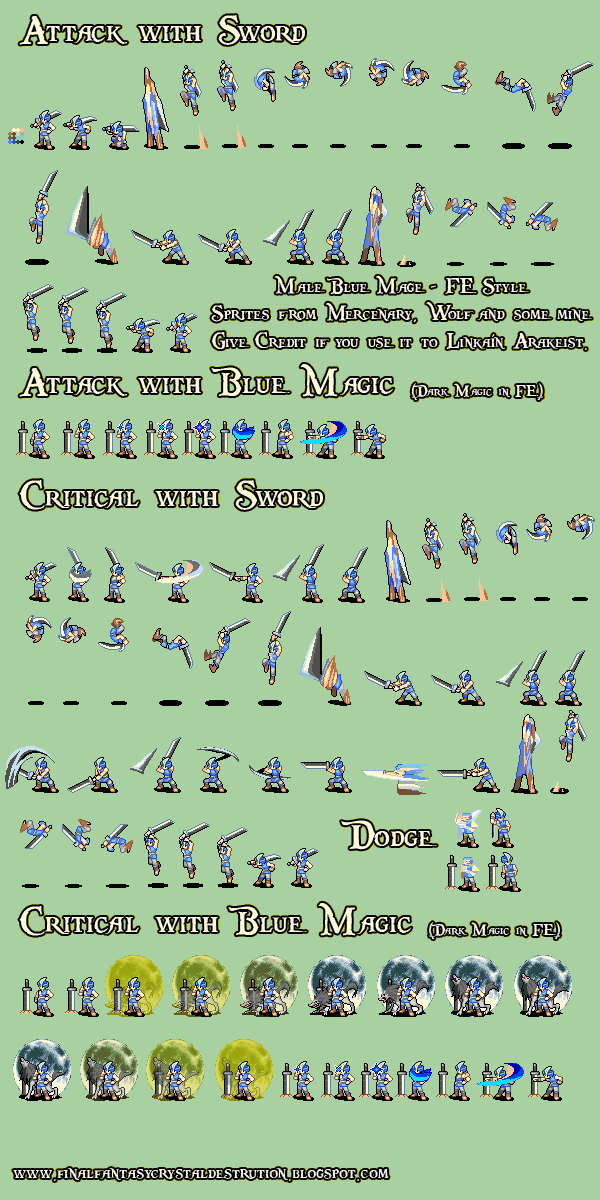 Attack with Sword
Male Blue Mage - FE Style
Sprites from Mercenary, Wolf and some mine.
Give Credit if you use it to Linkaín Arakeist.
Attack with Blue Magic (Dark Magic in FE)
Critical with Sword
Dodge
Critical with Blue Magic (Dark Magic in FE)
www.finalfantasycrystaldestrution.blogspot.com